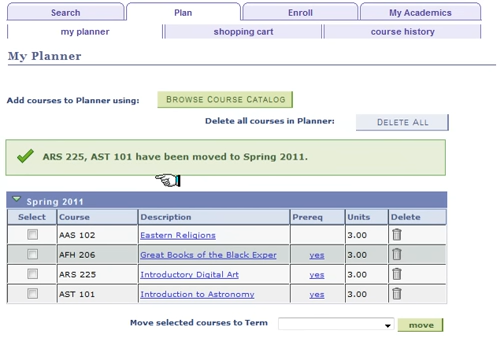 Search Plan Enroll My Academics
my planner shopping cart course history
My Planner
Add courses to Planner using: BROWSE COURSE CATALOG
Delete all courses in Planner: DELETE ALL
ARS 225, AST 101 have been moved to Spring 2011.
Spring 2011
Select Course Description Prereq Units Delete
AAS 102 Eastern Religions 3.00
AFH 206 Great Books of the Black Exper yes 3.00
ARS 225 Introductory Digital Art yes 3.00
AST 101 Introduction to Astronomy yes 3.00
Move selected courses to Term move